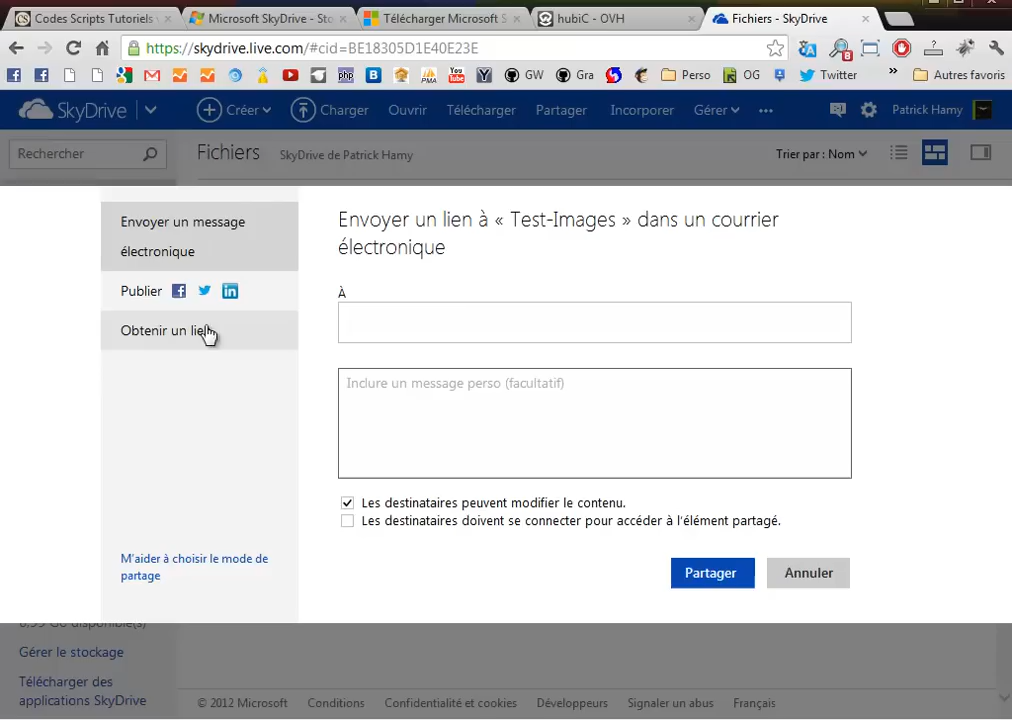 Codes Scripts Tutoriels
Microsoft SkyDrive - Sto
Télécharger Microsoft S
hubiC - OVH
Fichiers - SkyDrive
https://skydrive.live.com/#cid=BE18305D1E40E23E
GW
Gra
Perso
OG
Twitter
»
Autres favoris
SkyDrive
Créer
Charger
Ouvrir
Télécharger
Partager
Incorporer
Gérer
Patrick Hamy
Rechercher
Fichiers
SkyDrive de Patrick Hamy
Trier par : Nom
Envoyer un message
électronique
Publier
Obtenir un lien
M'aider à choisir le mode de
partage
Envoyer un lien à « Test-Images » dans un courrier
électronique
À
Inclure un message perso (facultatif)
Les destinataires peuvent modifier le contenu.
Les destinataires doivent se connecter pour accéder à l'élément partagé.
Partager
Annuler
Gérer le stockage
Télécharger des
applications SkyDrive
© 2012 Microsoft
Conditions
Confidentialité et cookies
Développeurs
Signaler un abus
Français